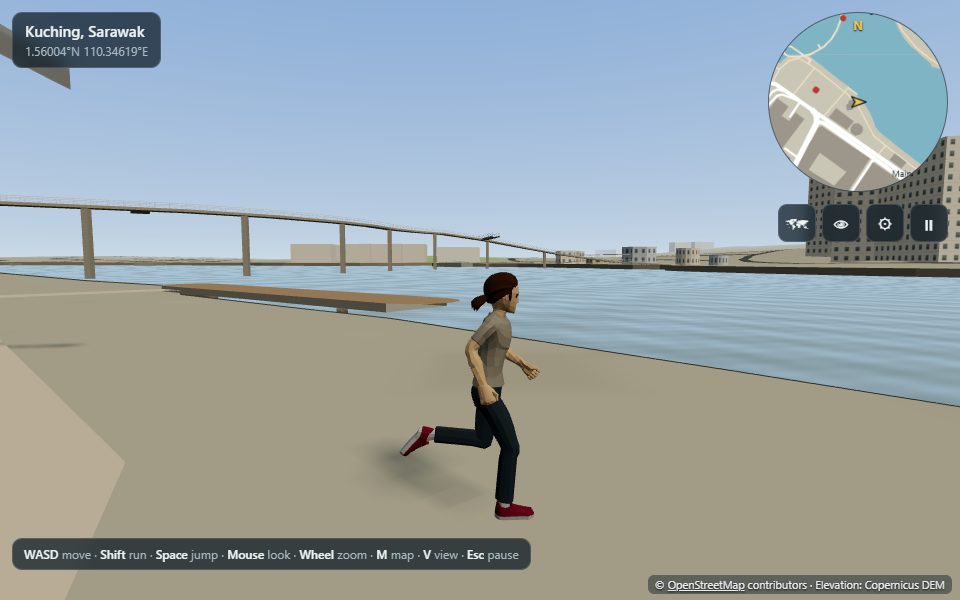 Kuching, Sarawak
1.56004°N 110.34619°E
N
WASD move · Shift run · Space jump · Mouse look · Wheel zoom · M map · V view · Esc pause
© OpenStreetMap contributors · Elevation: Copernicus DEM